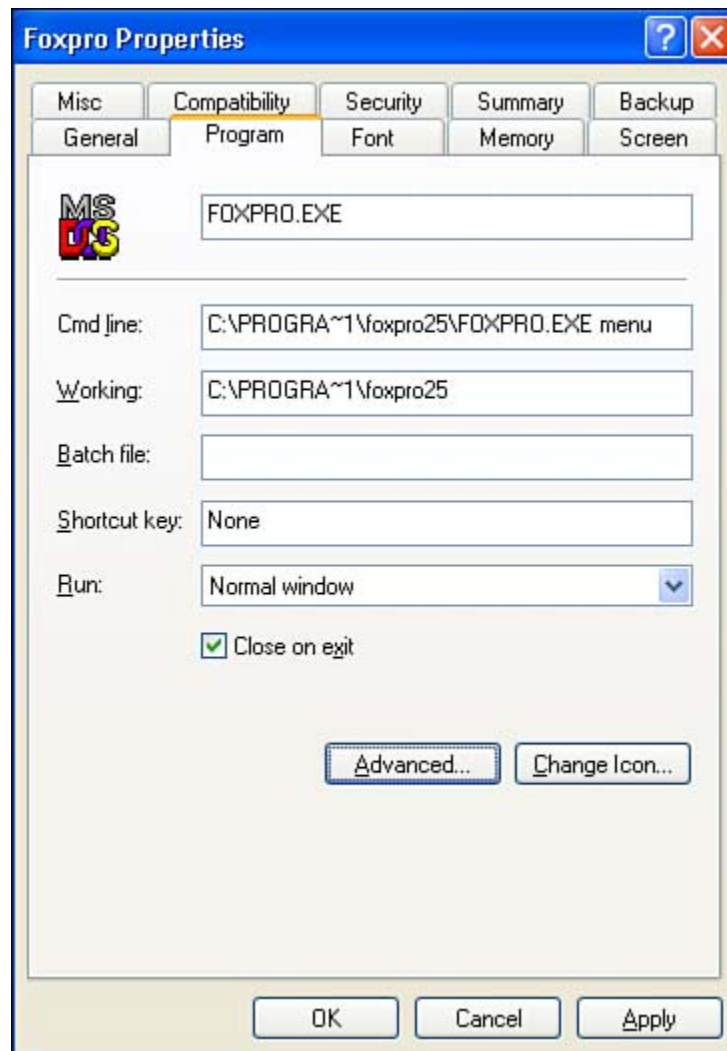 Foxpro Properties
Misc Compatibility Security Summary Backup
General Program Font Memory Screen
MS DOS FOXPRO.EXE
Cmd line: C:\PROGRA~1\foxpro25\FOXPRO.EXE menu
Working: C:\PROGRA~1\foxpro25
Batch file:
Shortcut key: None
Run: Normal window
Close on exit
Advanced... Change Icon...
OK Cancel Apply